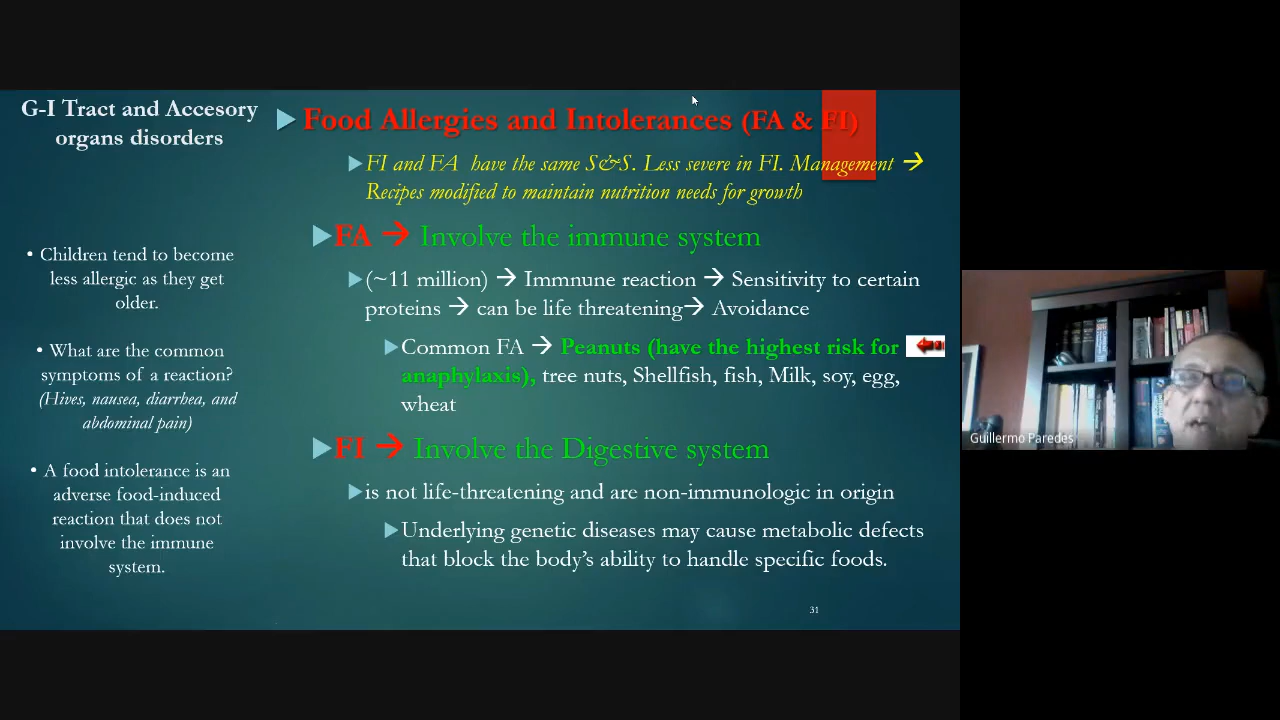 G-I Tract and Accesory
organs disorders
• Children tend to become
less allergic as they get
older.
• What are the common
symptoms of a reaction?
(Hives, nausea, diarrhea, and
abdominal pain)
• A food intolerance is an
adverse food-induced
reaction that does not
involve the immune
system.
Food Allergies and Intolerances (FA & FI)
FI and FA have the same S&S. Less severe in FI. Management →
Recipes modified to maintain nutrition needs for growth
FA → Involve the immune system
(~11 million) → Immnune reaction → Sensitivity to certain
proteins → can be life threatening→ Avoidance
Common FA → Peanuts (have the highest risk for
anaphylaxis), tree nuts, Shellfish, fish, Milk, soy, egg,
wheat
FI → Involve the Digestive system
is not life-threatening and are non-immunologic in origin
Underlying genetic diseases may cause metabolic defects
that block the body's ability to handle specific foods.
31
Guillermo Paredes